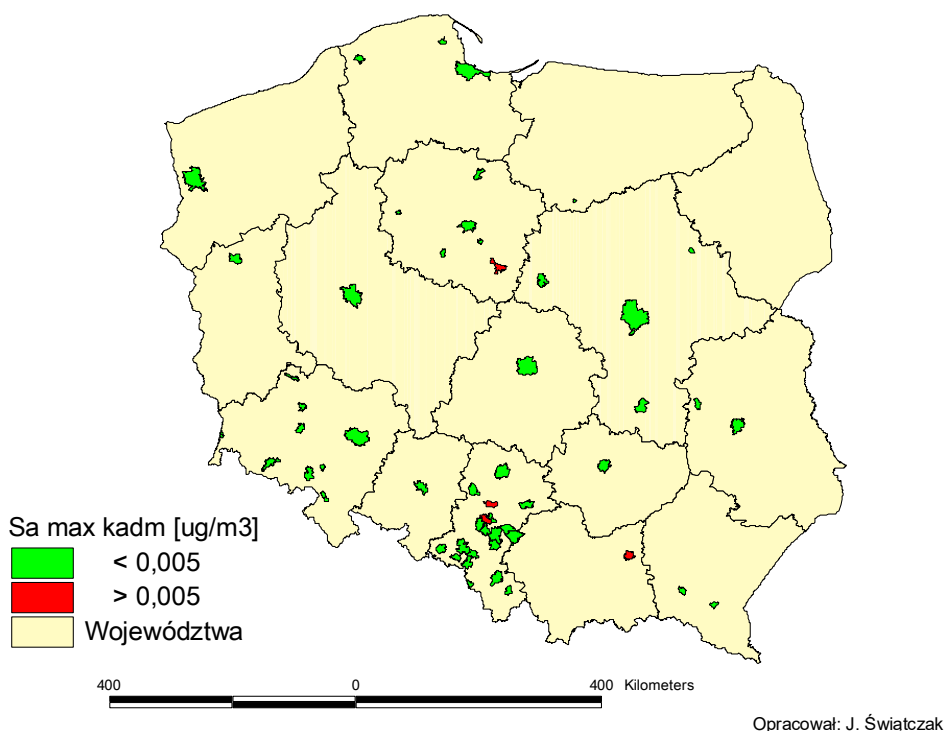 Sa max kadm [ug/m3]
< 0,005
> 0,005
Województwa
400 0 400 Kilometers
Opracował: J. Świątczak